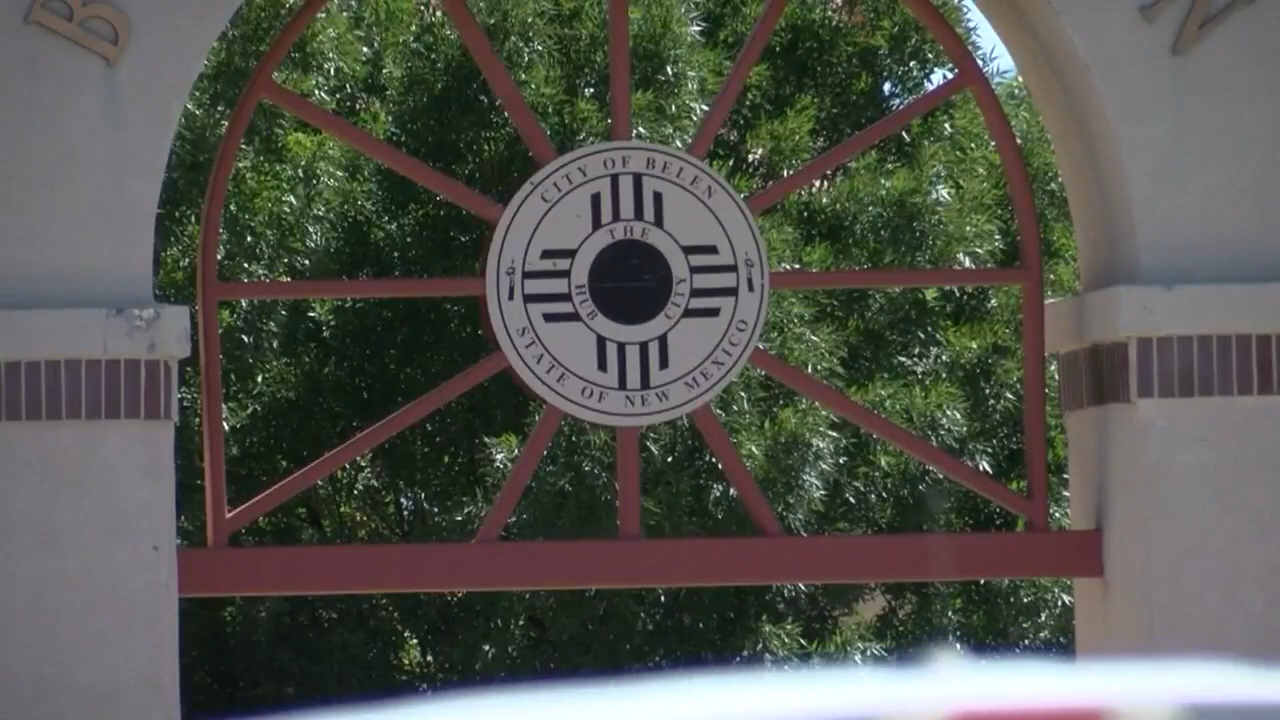 B
N
CITY OF BELEN
THE
HUB CITY
STATE OF NEW MEXICO